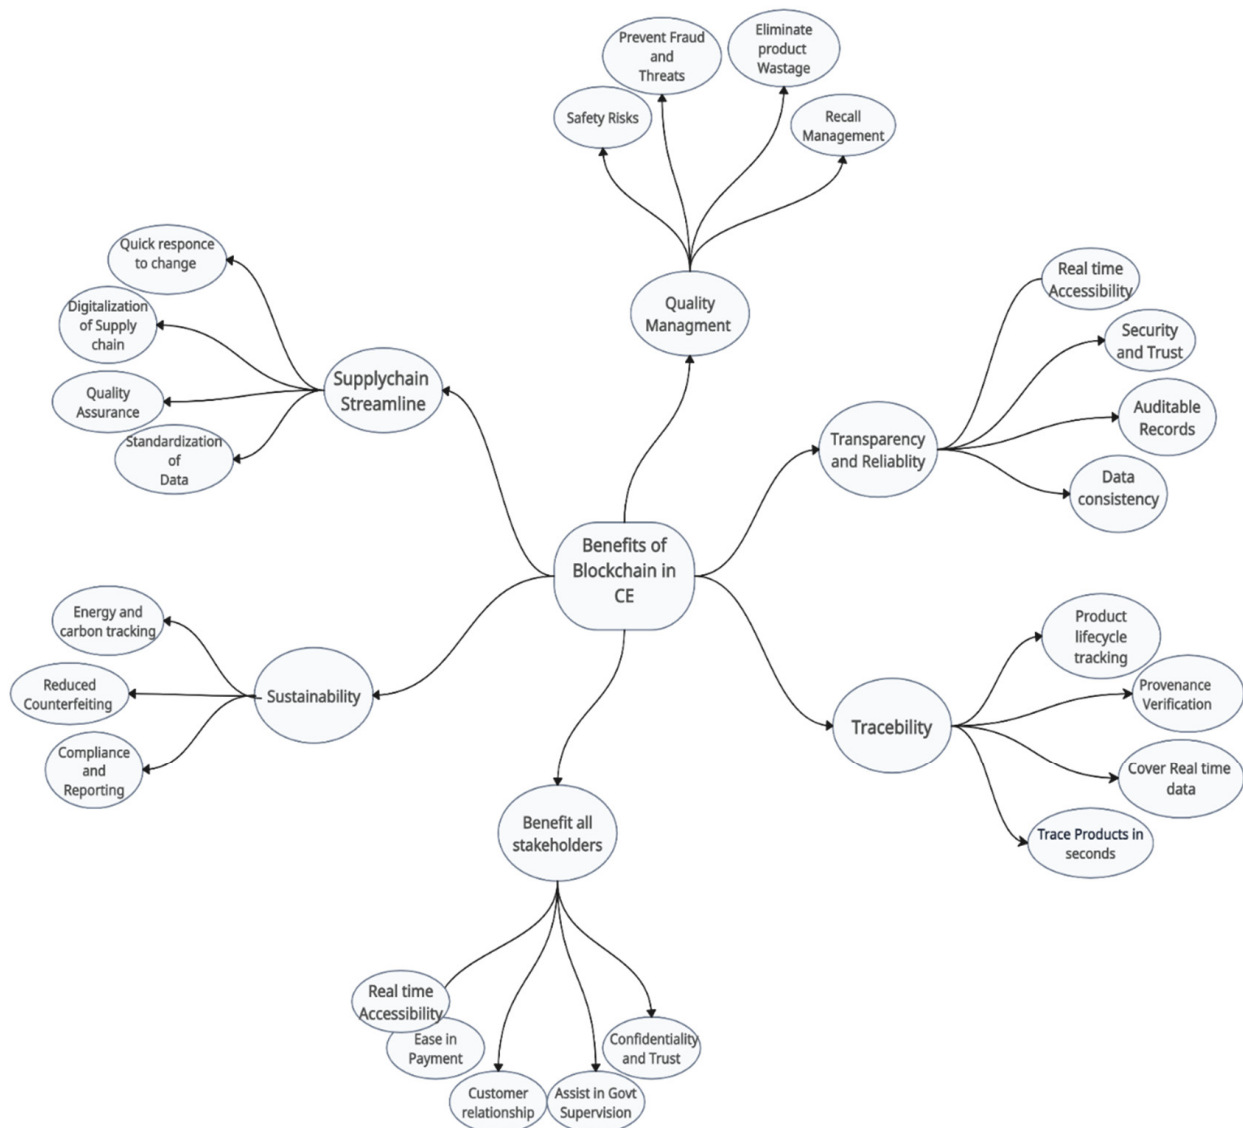 Eliminate
product
Wastage
Prevent Fraud
and
Threats
Safety Risks
Recall
Management
Quality
Managment
Quick responce
to change
Digitalization
of Supply
chain
Quality
Assurance
Standardization
of
Data
Supplychain
Streamline
Real time
Accessibility
Security
and Trust
Auditable
Records
Data
consistency
Transparency
and Reliablity
Benefits of
Blockchain in
CE
Energy and
carbon tracking
Reduced
Counterfeiting
Compliance
and
Reporting
Sustainability
Product
lifecycle
tracking
Provenance
Verification
Cover Real time
data
Trace Products in
seconds
Tracebility
Benefit all
stakeholders
Real time
Accessibility
Ease in
Payment
Customer
relationship
Assist in Govt
Supervision
Confidentiality
and Trust